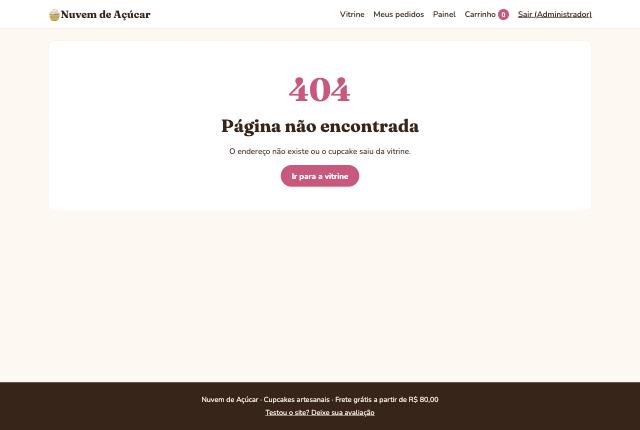 Nuvem de Açúcar
Vitrine Meus pedidos Painel Carrinho 0 Sair (Administrador)
404
Página não encontrada
O endereço não existe ou o cupcake saiu da vitrine.
Ir para a vitrine
Nuvem de Açúcar · Cupcakes artesanais · Frete grátis a partir de R$ 80,00
Testou o site? Deixe sua avaliação